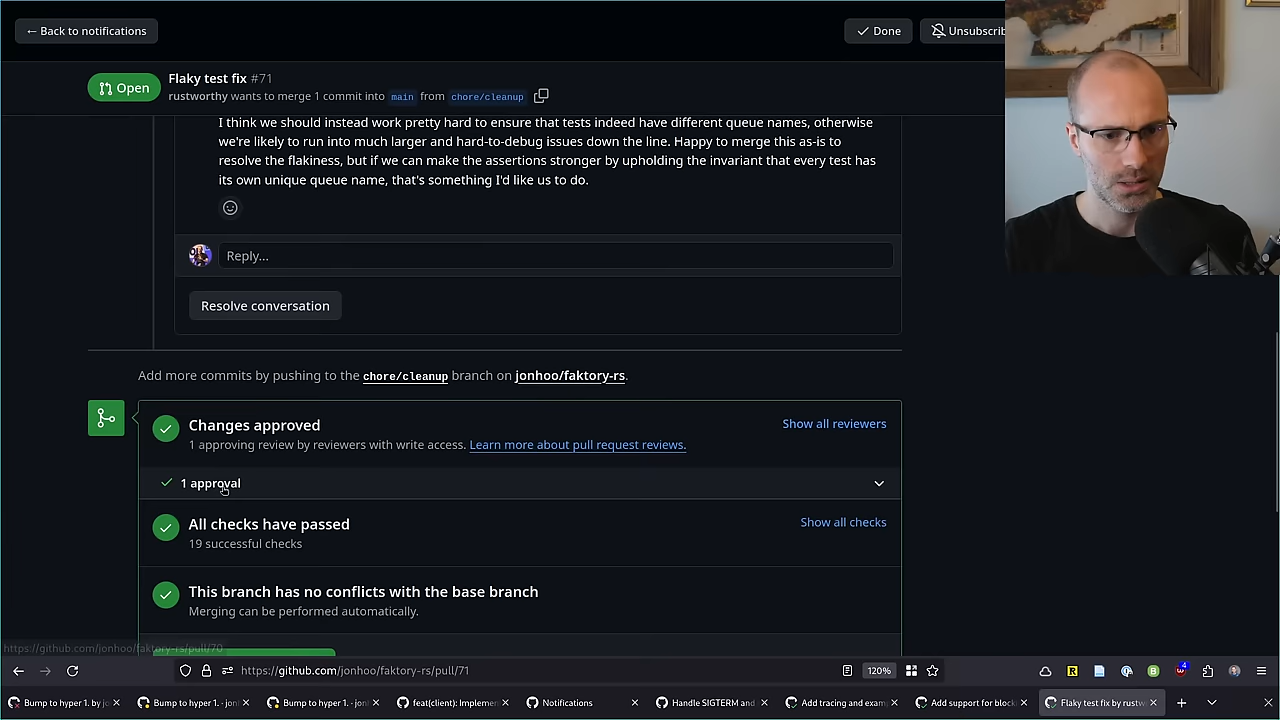 ← Back to notifications
Done
Unsubscrib
Open
Flaky test fix #71
rustworthy wants to merge 1 commit into main from chore/cleanup
I think we should instead work pretty hard to ensure that tests indeed have different queue names, otherwise
we're likely to run into much larger and hard-to-debug issues down the line. Happy to merge this as-is to
resolve the flakiness, but if we can make the assertions stronger by upholding the invariant that every test has
its own unique queue name, that's something I'd like us to do.
Reply...
Resolve conversation
Add more commits by pushing to the chore/cleanup branch on jonhoo/faktory-rs.
Changes approved
Show all reviewers
1 approving review by reviewers with write access. Learn more about pull request reviews.
1 approval
All checks have passed
Show all checks
19 successful checks
This branch has no conflicts with the base branch
Merging can be performed automatically.
https://github.com/jonhoo/faktory-rs/pull/70
https://github.com/jonhoo/faktory-rs/pull/71
120%
4
Bump to hyper 1. by jo
Bump to hyper 1. · jon
Bump to hyper 1. · jon
feat(client): Implemen
Notifications
Handle SIGTERM and
Add tracing and exam
Add support for block
Flaky test fix by rustw